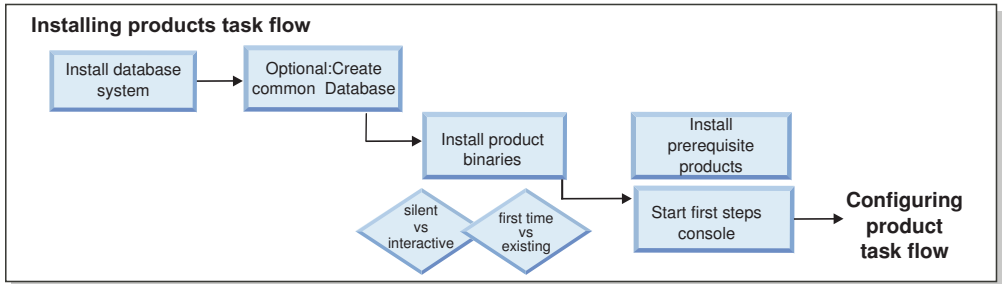 Installing products task flow
Install database
system
Optional:Create
common Database
Install product
binaries
silent
vs
interactive
first time
vs
existing
Install
prerequisite
products
Start first steps
console
Configuring
product
task flow